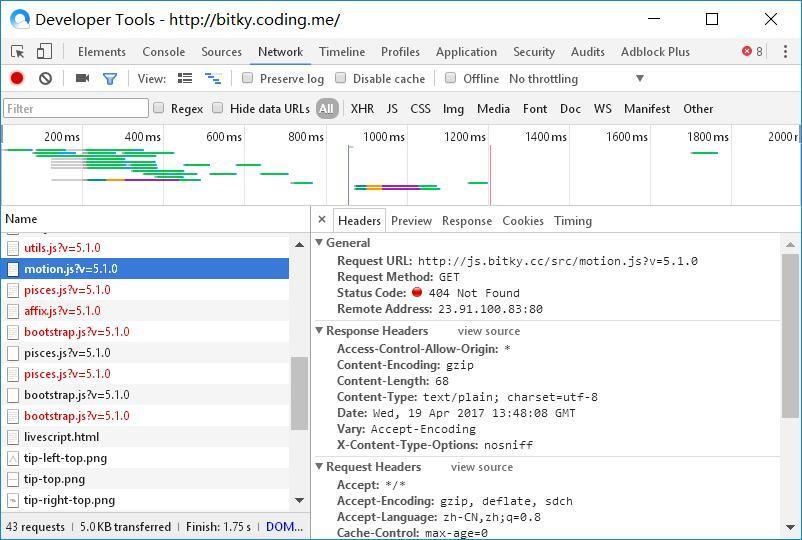 Developer Tools - http://bitky.coding.me/
Elements Console Sources Network Timeline Profiles Application Security Audits Adblock Plus 8
View: Preserve log Disable cache Offline No throttling
Filter Regex Hide data URLs All XHR JS CSS Img Media Font Doc WS Manifest Other
200 ms 400 ms 600 ms 800 ms 1000 ms 1200 ms 1400 ms 1600 ms 1800 ms 2000 m
Name
utils.js?v=5.1.0
motion.js?v=5.1.0
pisces.js?v=5.1.0
affix.js?v=5.1.0
bootstrap.js?v=5.1.0
pisces.js?v=5.1.0
pisces.js?v=5.1.0
bootstrap.js?v=5.1.0
bootstrap.js?v=5.1.0
livescript.html
tip-left-top.png
tip-top.png
tip-right-top.png
43 requests | 5.0 KB transferred | Finish: 1.75 s | DOM...
× Headers Preview Response Cookies Timing
General
Request URL: http://js.bitky.cc/src/motion.js?v=5.1.0
Request Method: GET
Status Code: 404 Not Found
Remote Address: 23.91.100.83:80
Response Headers view source
Access-Control-Allow-Origin: *
Content-Encoding: gzip
Content-Length: 68
Content-Type: text/plain; charset=utf-8
Date: Wed, 19 Apr 2017 13:48:08 GMT
Vary: Accept-Encoding
X-Content-Type-Options: nosniff
Request Headers view source
Accept: */*
Accept-Encoding: gzip, deflate, sdch
Accept-Language: zh-CN,zh;q=0.8
Cache-Control: max-age=0